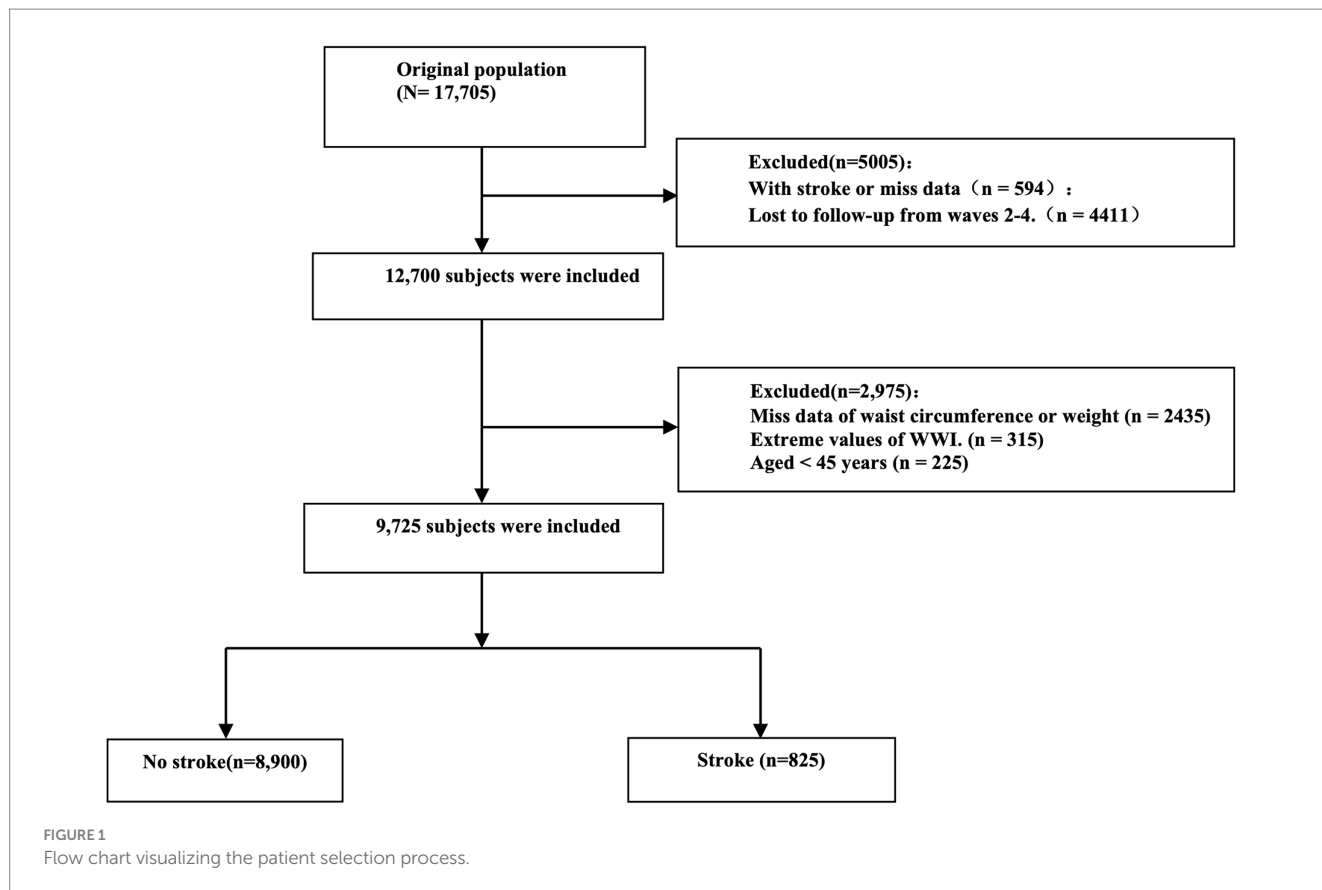 Original population
(N= 17,705)
Excluded(n=5005):
With stroke or miss data（n = 594）:
Lost to follow-up from waves 2-4.（n = 4411）
12,700 subjects were included
Excluded(n=2,975):
Miss data of waist circumference or weight (n = 2435)
Extreme values of WWI. (n = 315)
Aged < 45 years (n = 225)
9,725 subjects were included
No stroke(n=8,900)
Stroke (n=825)
FIGURE 1
Flow chart visualizing the patient selection process.